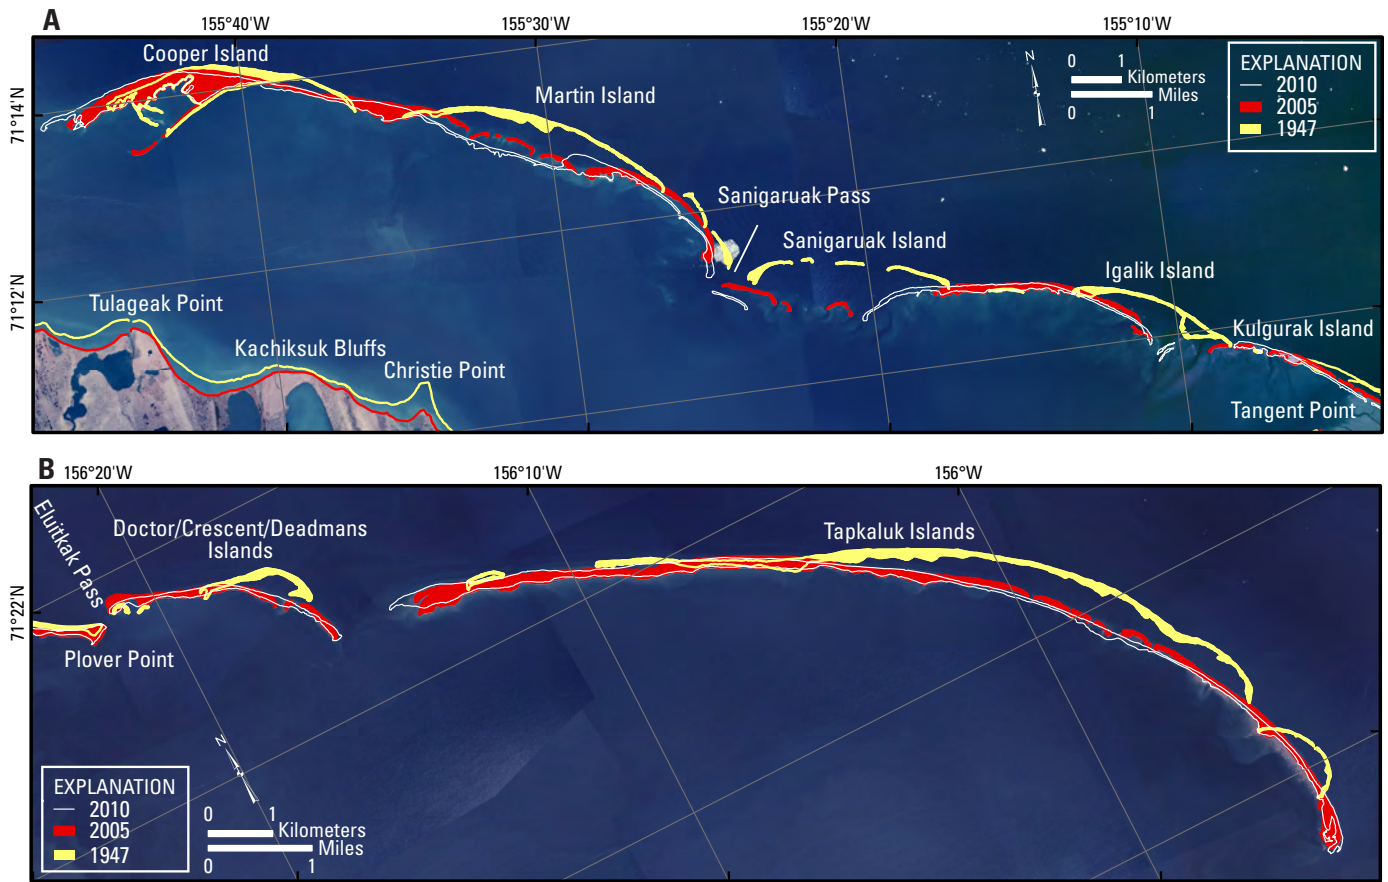 A
155°40'W
155°30'W
155°20'W
155°10'W
71°14'N
71°12'N
Cooper Island
Martin Island
Sanigaruak Pass
Sanigaruak Island
Igalik Island
Kulgurak Island
Tangent Point
Tulageak Point
Kachiksuk Bluffs
Christie Point
N
0 1
Kilometers
Miles
0 1
EXPLANATION
2010
2005
1947
B
156°20'W
156°10'W
156°W
71°22'N
Eluitkak Pass
Doctor/Crescent/Deadmans
Islands
Tapkaluk Islands
Plover Point
N
EXPLANATION
2010
2005
1947
0 1
Kilometers
Miles
0 1